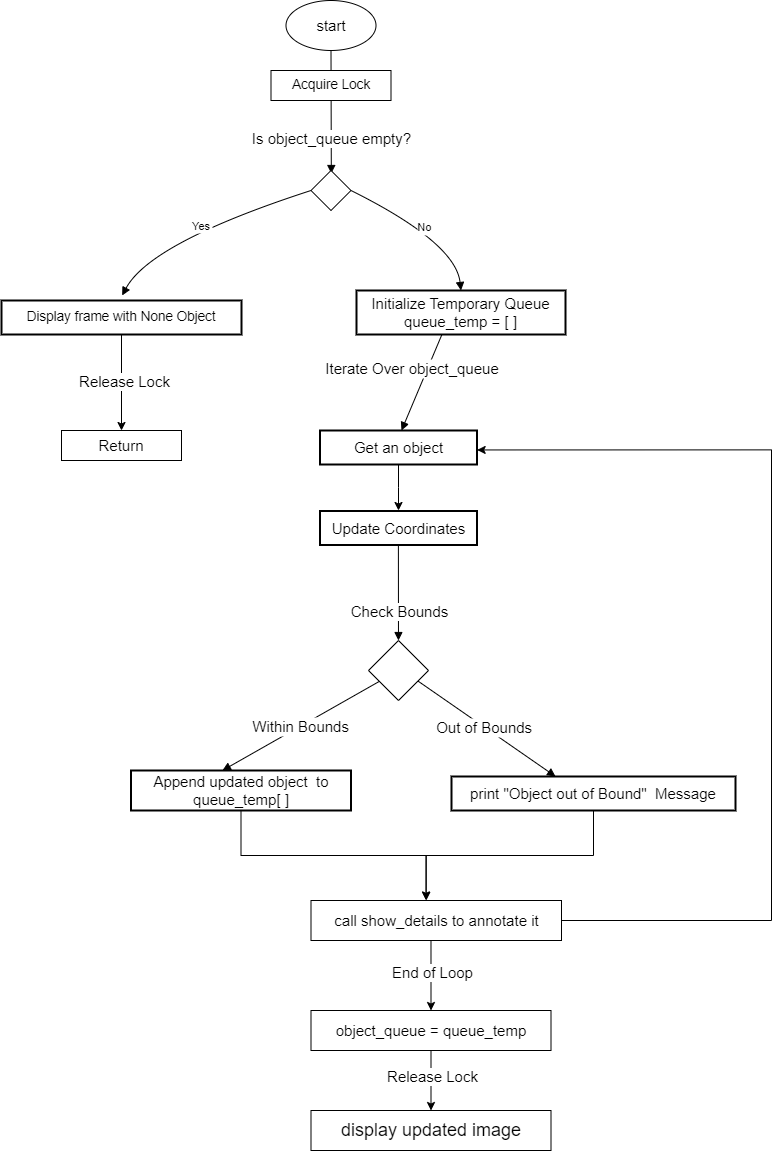 start
Acquire Lock
Is object_queue empty?
Yes
No
Display frame with None Object
Initialize Temporary Queue
queue_temp = [ ]
Release Lock
Iterate Over object_queue
Return
Get an object
Update Coordinates
Check Bounds
Within Bounds
Out of Bounds
Append updated object  to
queue_temp[ ]
print "Object out of Bound"  Message
call show_details to annotate it
End of Loop
object_queue = queue_temp
Release Lock
display updated image